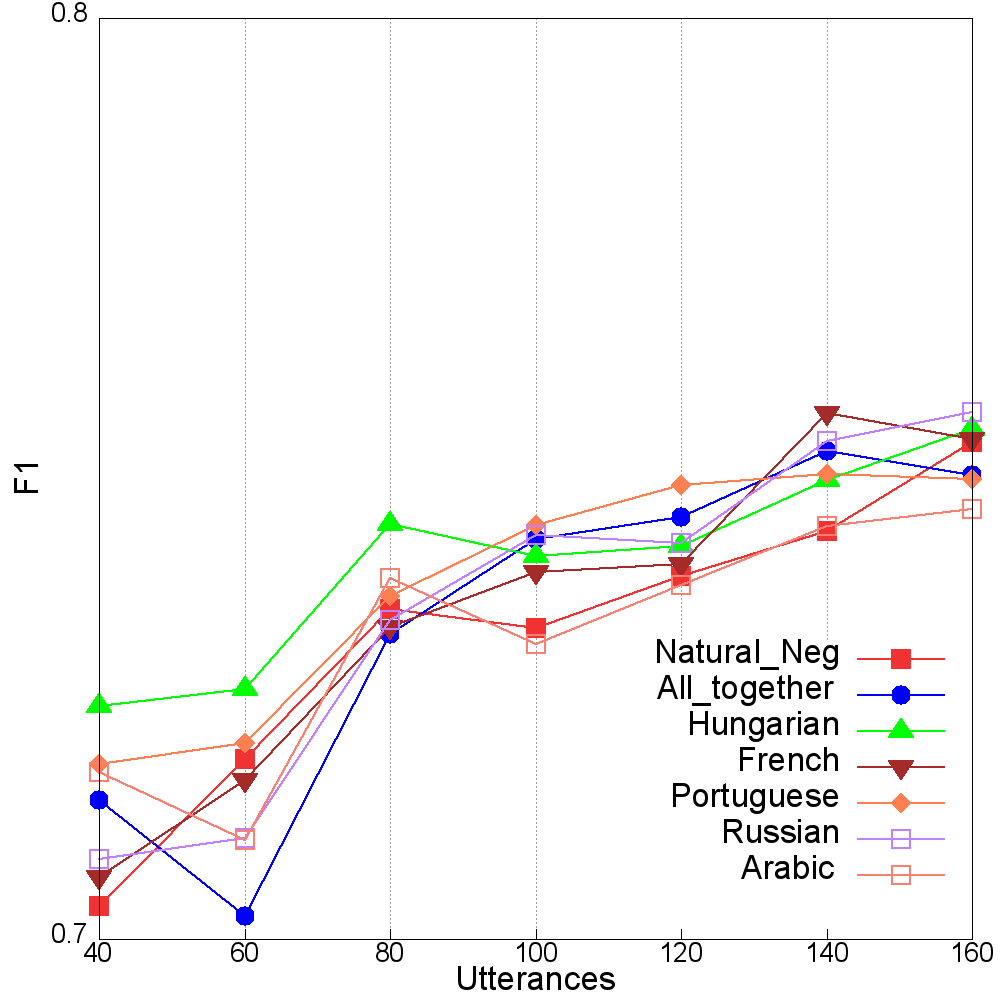 0.8
F1
Natural_Neg
All_together
Hungarian
French
Portuguese
Russian
Arabic
0.7
40 60 80 100 120 140 160
Utterances